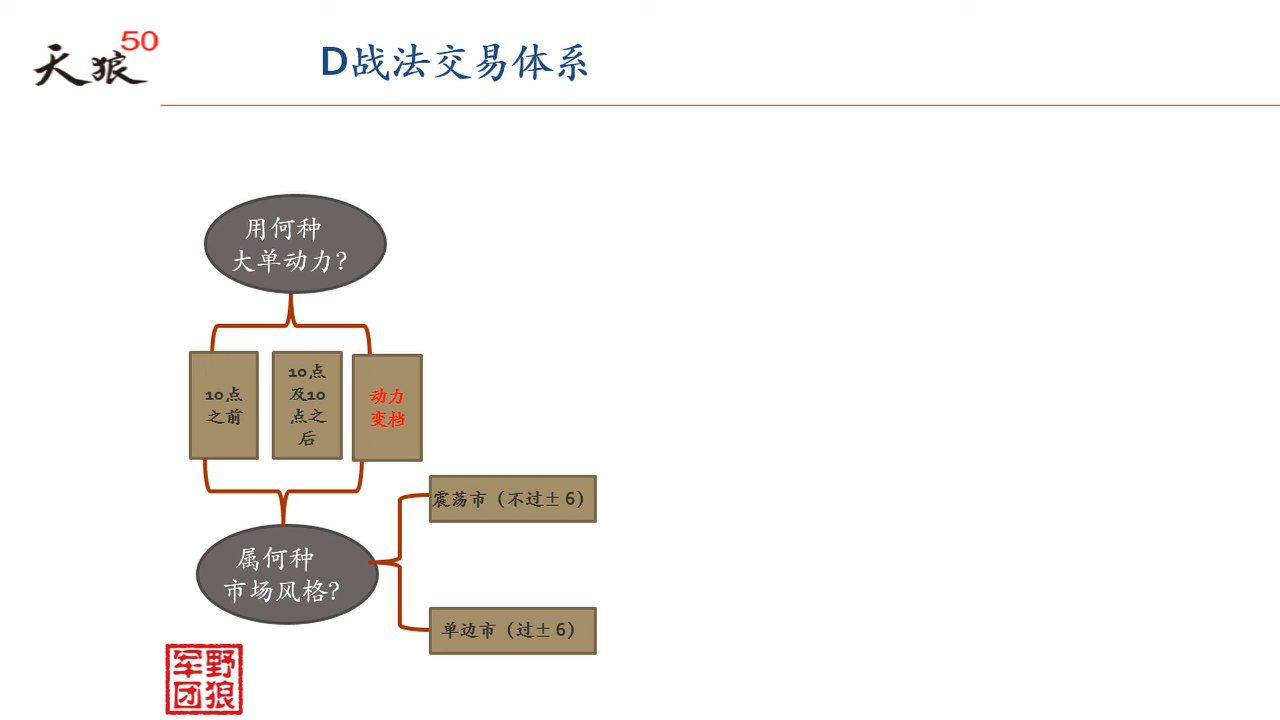 天狼50
D战法交易体系
用何种
大单动力?
10点
之前
10点
及10
点之
后
动力
变档
震荡市（不过±6）
属何种
市场风格?
单边市（过±6）
军野
团狼